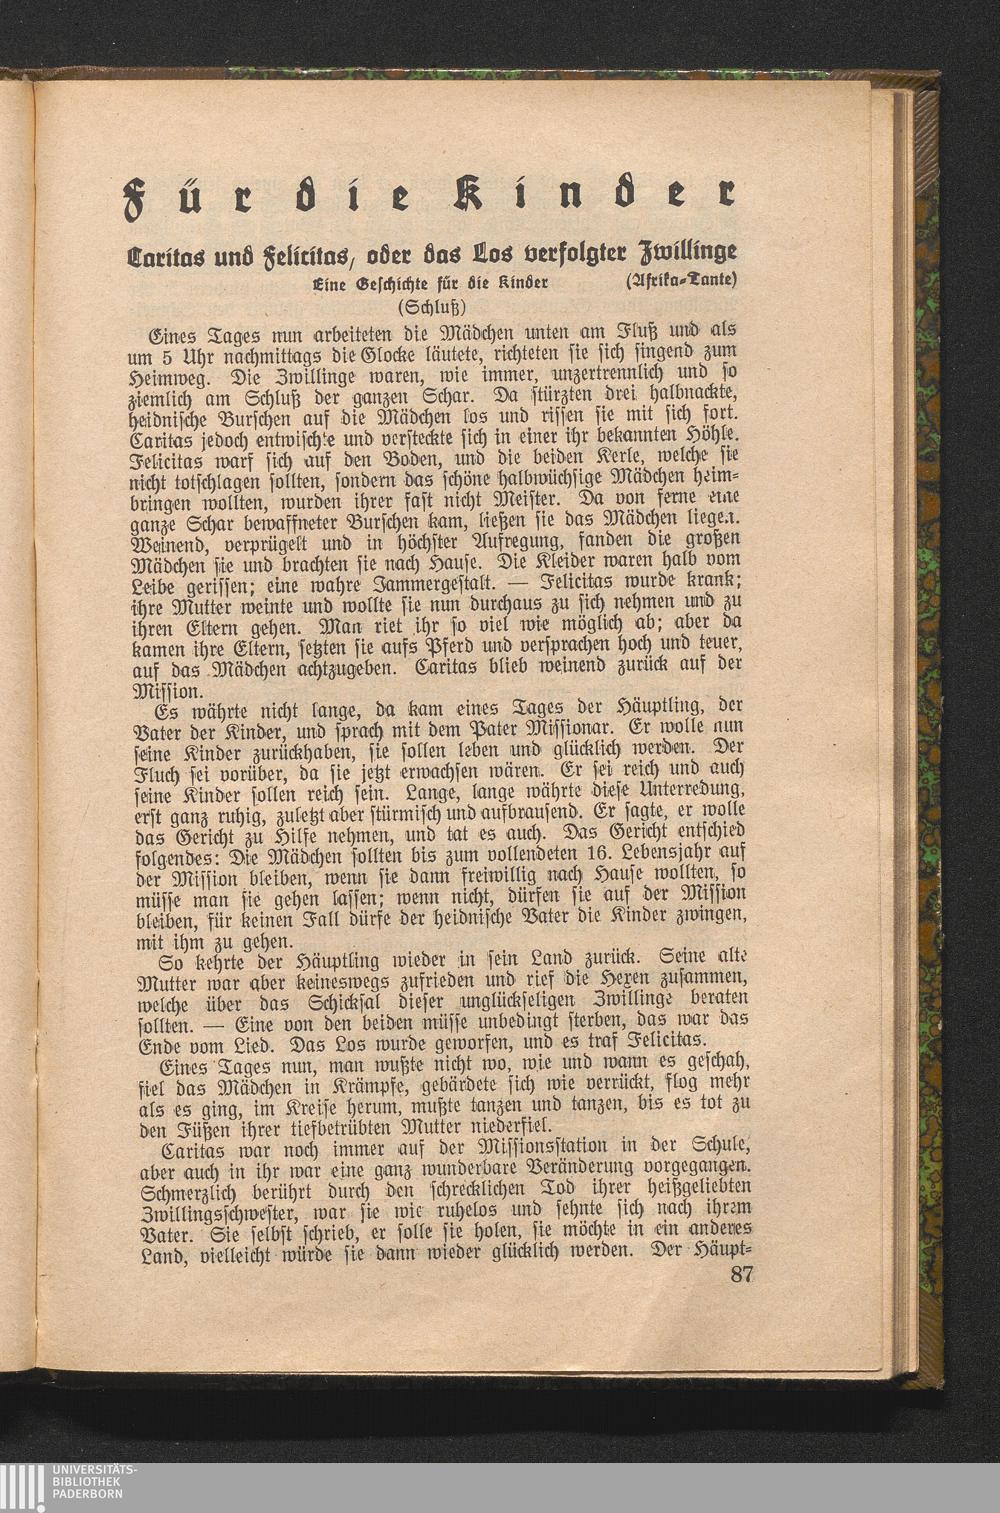 Für die Kinder
Caritas und Felicitas, oder das Los verfolgter Zwillinge
Eine Geschichte für die Kinder (Afrika-Tante)
(Schluß)
Eines Tages nun arbeiteten die Mädchen unten am Fluß und als
um 5 Uhr nachmittags die Glocke läutete, richteten sie sich singend zum
Heimweg. Die Zwillinge waren, wie immer, unzertrennlich und so
ziemlich am Schluß der ganzen Schar. Da stürzten drei halbnackte,
heidnische Burschen auf die Mädchen los und rissen sie mit sich fort.
Caritas jedoch entwischte und versteckte sich in einer ihr bekannten Höhle.
Felicitas warf sich auf den Boden, und die beiden Kerle, welche sie
nicht totschlagen sollten, sondern das schöne halbwüchsige Mädchen heim-
bringen wollten, wurden ihrer fast nicht Meister. Da von ferne eine
ganze Schar bewaffneter Burschen kam, ließen sie das Mädchen liegen.
Weinend, verprügelt und in höchster Aufregung, fanden die großen
Mädchen sie und brachten sie nach Hause. Die Kleider waren halb vom
Leibe gerissen; eine wahre Jammergestalt. — Felicitas wurde krank;
ihre Mutter weinte und wollte sie nun durchaus zu sich nehmen und zu
ihren Eltern gehen. Man riet ihr so viel wie möglich ab; aber da
kamen ihre Eltern, setzten sie aufs Pferd und versprachen hoch und teuer,
auf das Mädchen achtzugeben. Caritas blieb weinend zurück auf der
Mission.
Es währte nicht lange, da kam eines Tages der Häuptling, der
Vater der Kinder, und sprach mit dem Pater Missionar. Er wolle nun
seine Kinder zurückhaben, sie sollen leben und glücklich werden. Der
Fluch sei vorüber, da sie jetzt erwachsen wären. Er sei reich und auch
seine Kinder sollen reich sein. Lange, lange währte diese Unterredung,
erst ganz ruhig, zuletzt aber stürmisch und aufbrausend. Er sagte, er wolle
das Gericht zu Hilfe nehmen, und tat es auch. Das Gericht entschied
folgendes: Die Mädchen sollten bis zum vollendeten 16. Lebensjahr auf
der Mission bleiben, wenn sie dann freiwillig nach Hause wollten, so
müsse man sie gehen lassen; wenn nicht, dürfen sie auf der Mission
bleiben, für keinen Fall dürfe der heidnische Vater die Kinder zwingen,
mit ihm zu gehen.
So kehrte der Häuptling wieder in sein Land zurück. Seine alte
Mutter war aber keineswegs zufrieden und rief die Hexen zusammen,
welche über das Schicksal dieser unglückseligen Zwillinge beraten
sollten. — Eine von den beiden müsse unbedingt sterben, das war das
Ende vom Lied. Das Los wurde geworfen, und es traf Felicitas.
Eines Tages nun, man wußte nicht wo, wie und wann es geschah,
fiel das Mädchen in Krämpfe, gebärdete sich wie verrückt, flog mehr
als es ging, im Kreise herum, mußte tanzen und tanzen, bis es tot zu
den Füßen ihrer tiefbetrübten Mutter niederfiel.
Caritas war noch immer auf der Missionsstation in der Schule,
aber auch in ihr war eine ganz wunderbare Veränderung vorgegangen.
Schmerzlich berührt durch den schrecklichen Tod ihrer heißgeliebten
Zwillingsschwester, war sie wie ruhelos und sehnte sich nach ihrem
Vater. Sie selbst schrieb, er solle sie holen, sie möchte in ein anderes
Land, vielleicht würde sie dann wieder glücklich werden. Der Häupt-
87
UNIVERSITÄTS-
BIBLIOTHEK
PADERBORN